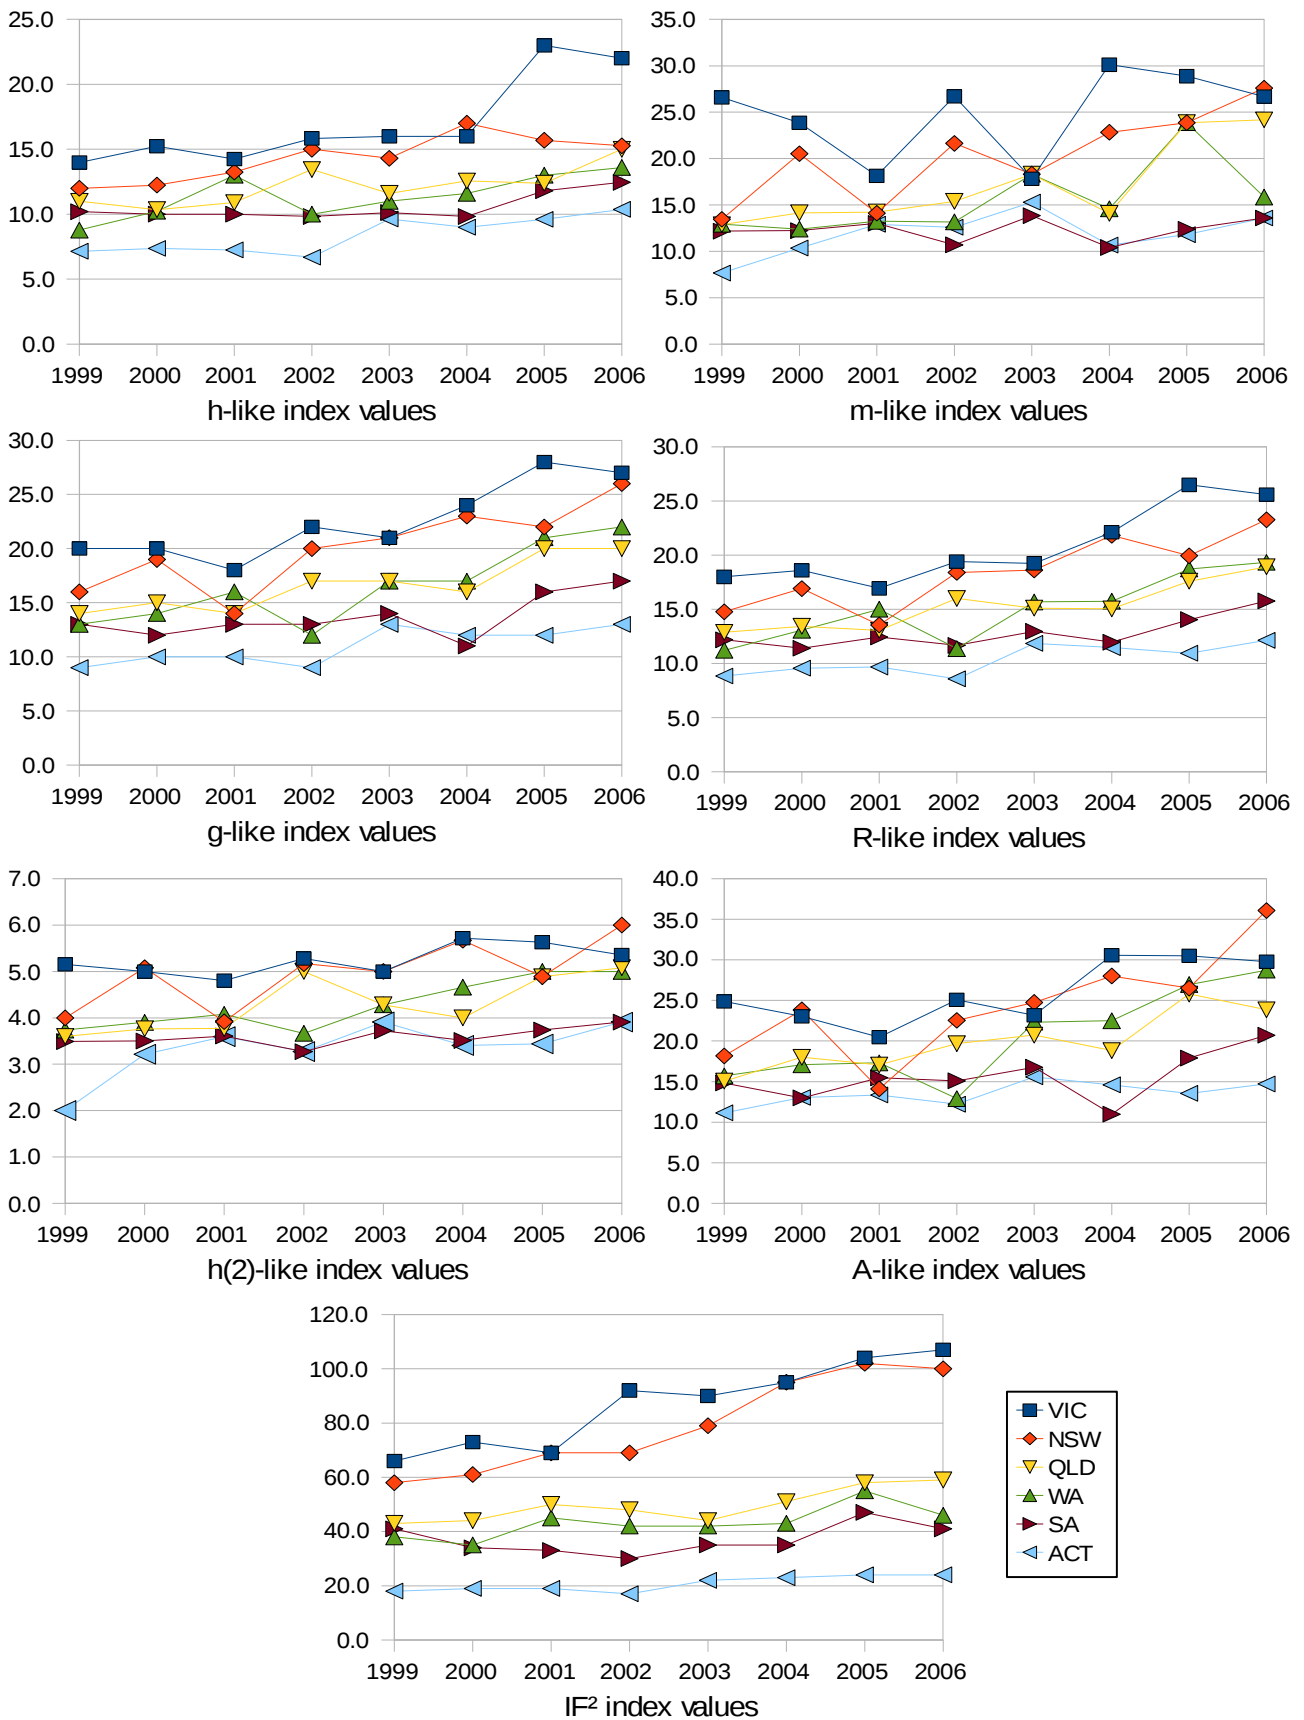 25.0
20.0
15.0
10.0
5.0
0.0
1999 2000 2001 2002 2003 2004 2005 2006
h-like index values
35.0
30.0
25.0
20.0
15.0
10.0
5.0
0.0
1999 2000 2001 2002 2003 2004 2005 2006
m-like index values
30.0
25.0
20.0
15.0
10.0
5.0
0.0
1999 2000 2001 2002 2003 2004 2005 2006
g-like index values
30.0
25.0
20.0
15.0
10.0
5.0
0.0
1999 2000 2001 2002 2003 2004 2005 2006
R-like index values
7.0
6.0
5.0
4.0
3.0
2.0
1.0
0.0
1999 2000 2001 2002 2003 2004 2005 2006
h(2)-like index values
40.0
35.0
30.0
25.0
20.0
15.0
10.0
5.0
0.0
1999 2000 2001 2002 2003 2004 2005 2006
A-like index values
120.0
100.0
80.0
60.0
40.0
20.0
0.0
1999 2000 2001 2002 2003 2004 2005 2006
IF² index values
VIC
NSW
QLD
WA
SA
ACT